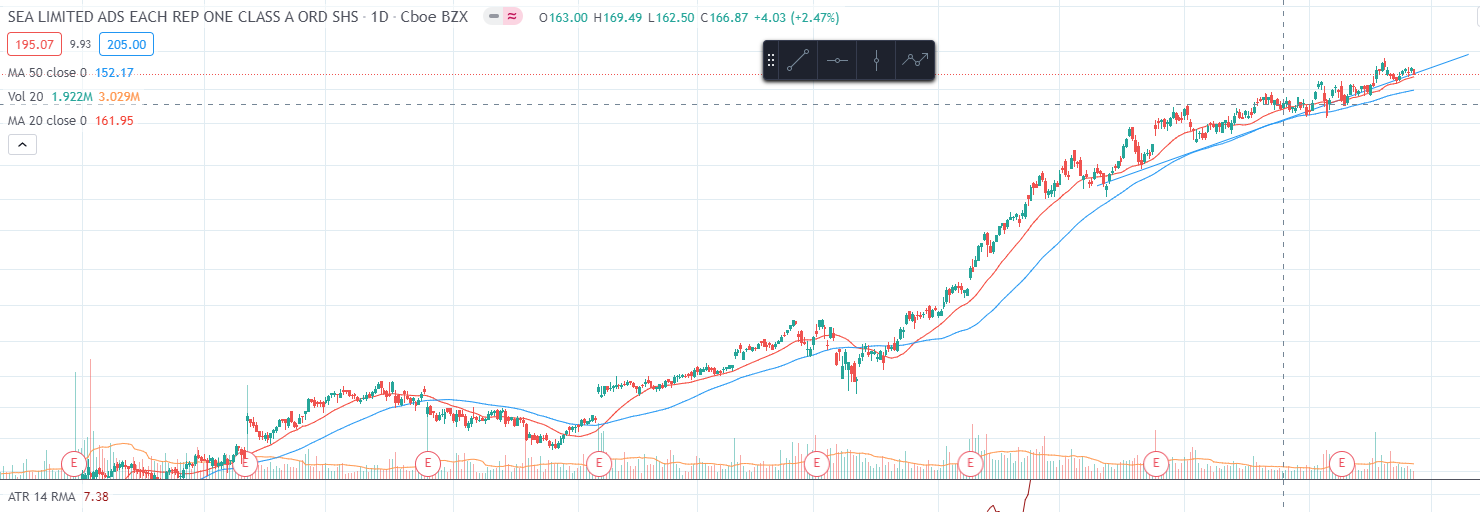 SEA LIMITED ADS EACH REP ONE CLASS A ORD SHS · 1D · Cboe BZX O163.00 H169.49 L162.50 C166.87 +4.03 (+2.47%)
195.07 9.93 205.00
MA 50 close 0 152.17
Vol 20 1.922M 3.029M
MA 20 close 0 161.95
E E E E E E E E
ATR 14 RMA 7.38